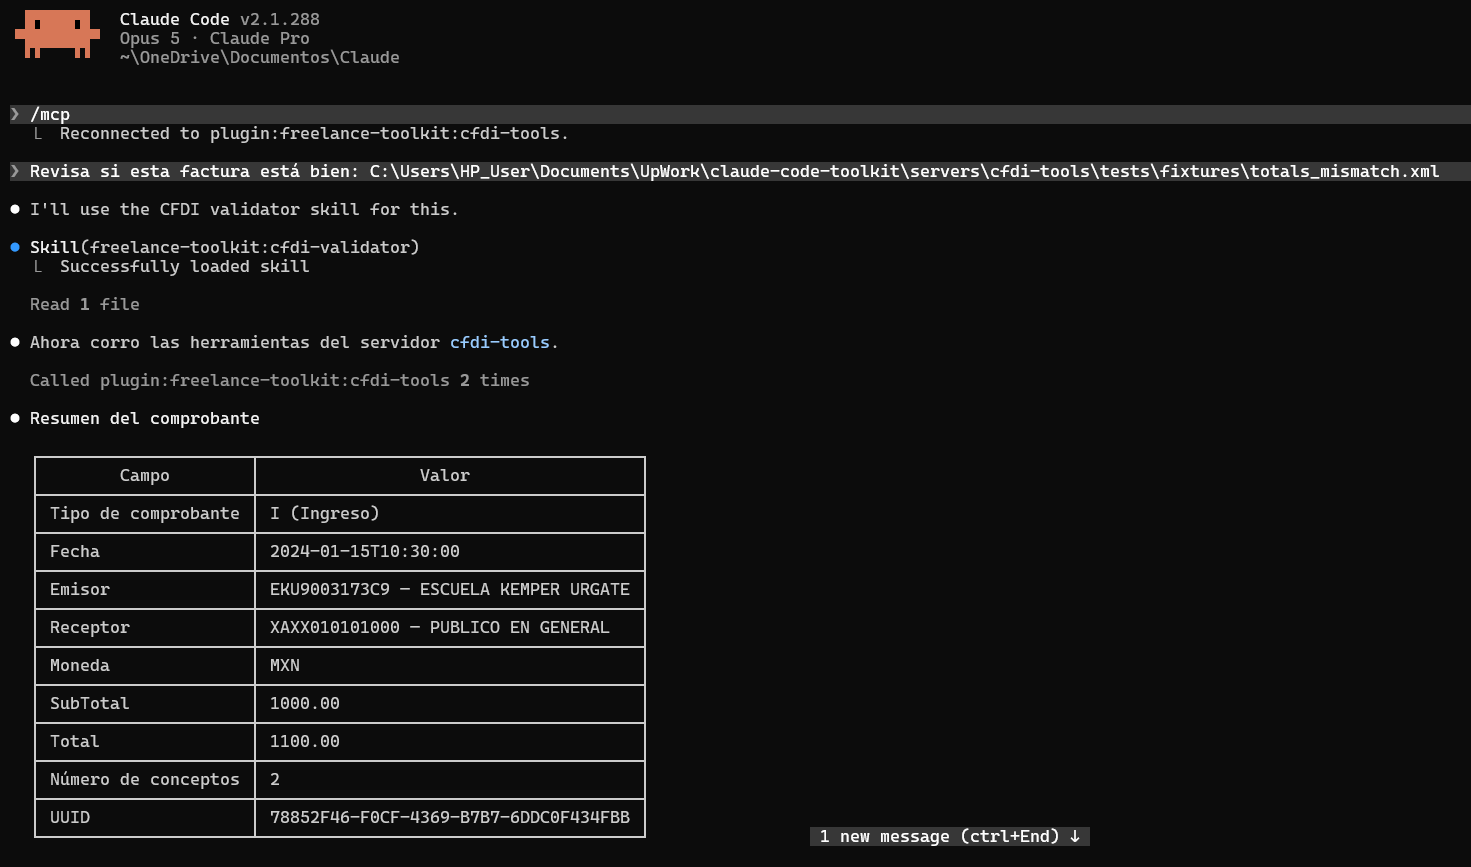 Claude Code v2.1.288
Opus 5 · Claude Pro
~\OneDrive\Documentos\Claude
❯ /mcp
└ Reconnected to plugin:freelance-toolkit:cfdi-tools.
❯ Revisa si esta factura está bien: C:\Users\HP_User\Documents\UpWork\claude-code-toolkit\servers\cfdi-tools\tests\fixtures\totals_mismatch.xml
● I'll use the CFDI validator skill for this.
● Skill(freelance-toolkit:cfdi-validator)
└ Successfully loaded skill
Read 1 file
● Ahora corro las herramientas del servidor cfdi-tools.
Called plugin:freelance-toolkit:cfdi-tools 2 times
● Resumen del comprobante
Campo Valor
Tipo de comprobante I (Ingreso)
Fecha 2024-01-15T10:30:00
Emisor EKU9003173C9 — ESCUELA KEMPER URGATE
Receptor XAXX010101000 — PUBLICO EN GENERAL
Moneda MXN
SubTotal 1000.00
Total 1100.00
Número de conceptos 2
UUID 78852F46-F0CF-4369-B7B7-6DDC0F434FBB
1 new message (ctrl+End) ↓